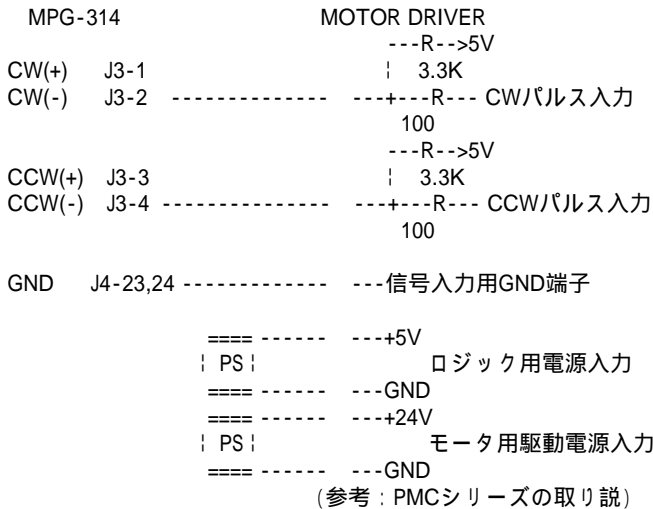 MPG-314 MOTOR DRIVER
---R-->5V
CW(+) J3-1 ¦ 3.3K
CW(-) J3-2 -------------- ---+---R--- CWパルス入力
100
---R-->5V
CCW(+) J3-3 ¦ 3.3K
CCW(-) J3-4 --------------- ---+---R--- CCWパルス入力
100
GND J4-23,24 ------------- ---信号入力用GND端子
==== ------ ---+5V
¦ PS ¦ ロジック用電源入力
==== ------ ---GND
==== ------ ---+24V
¦ PS ¦ モータ用駆動電源入力
==== ------ ---GND
(参考：PMCシリーズの取り説)